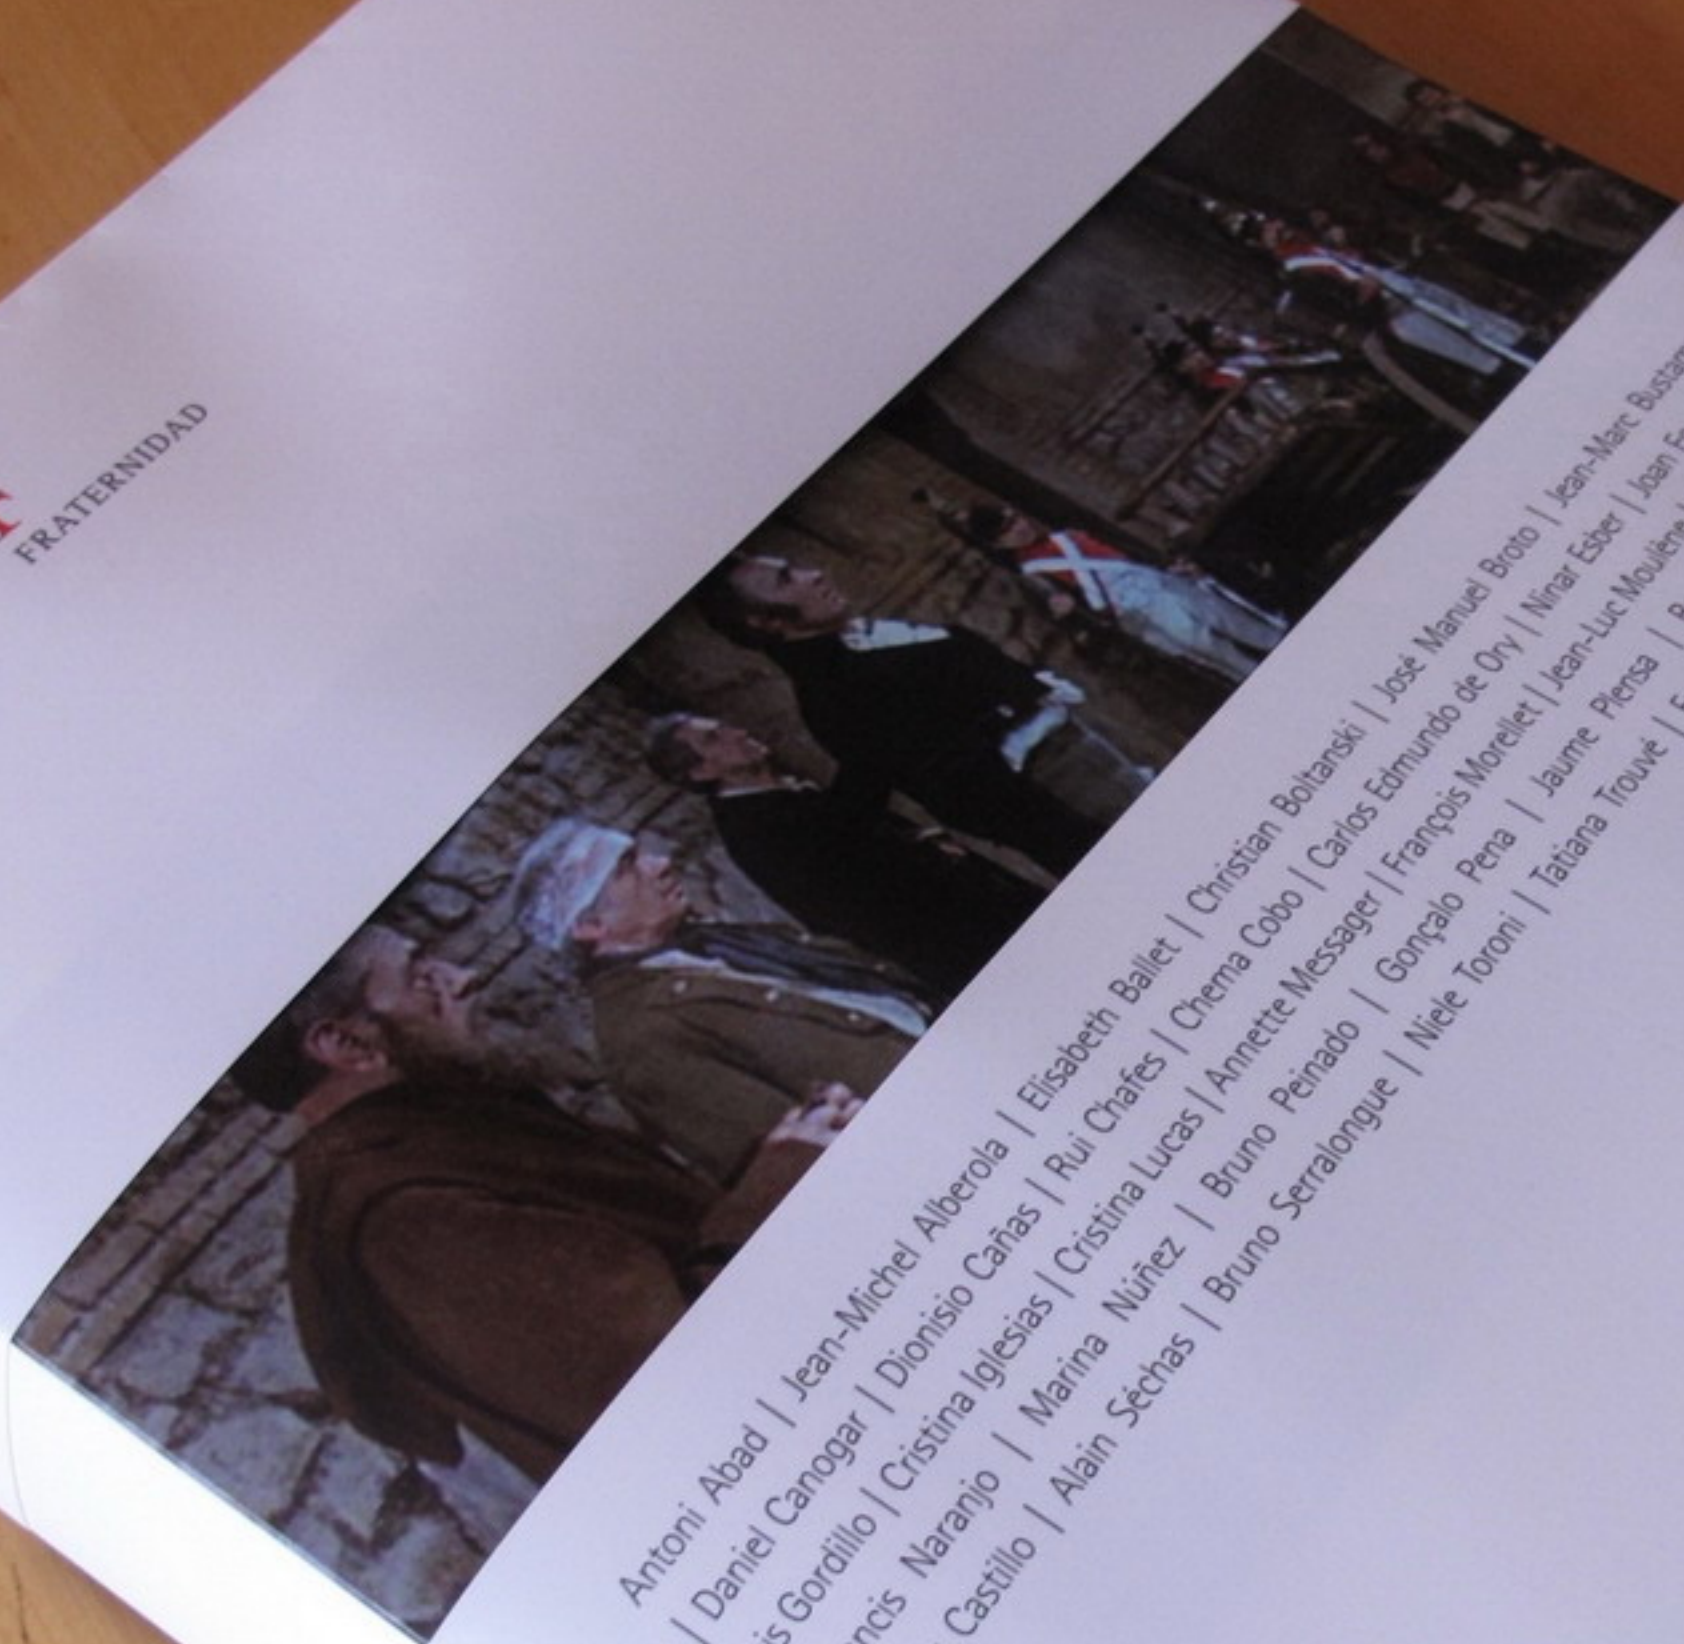 FRATERNIDAD
Antoni Abad | Jean-Michel Alberola | Elisabeth Ballet | Christian Boltanski | José Manuel Broto | Jean-Marc
| Daniel Canogar | Dionisio Cañas | Rui Chafes | Chema Cobo | Carlos Edmundo de Ory | Ninar Esber | Joan
Gordillo | Cristina Iglesias | Cristina Lucas | Annette Messager | François Morellet | Jean-Luc Moulène
Naranjo | Marina Núñez | Bruno Peinado | Gonçalo Pena | Jaume Plensa |
Castillo | Alain Séchas | Bruno Serralongue | Niele Toroni | Tatiana Trouvé |